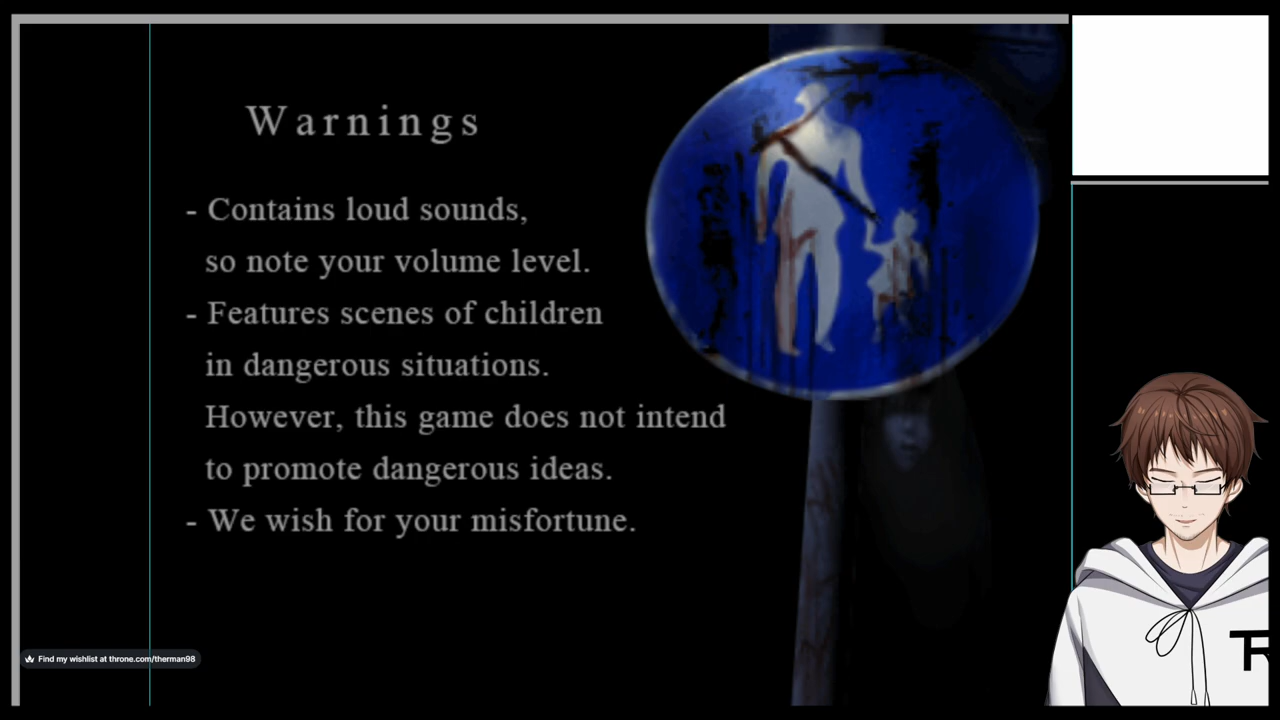 Warnings
- Contains loud sounds,
so note your volume level.
- Features scenes of children
in dangerous situations.
However, this game does not intend
to promote dangerous ideas.
- We wish for your misfortune.
Find my wishlist at throne.com/therman98
TR